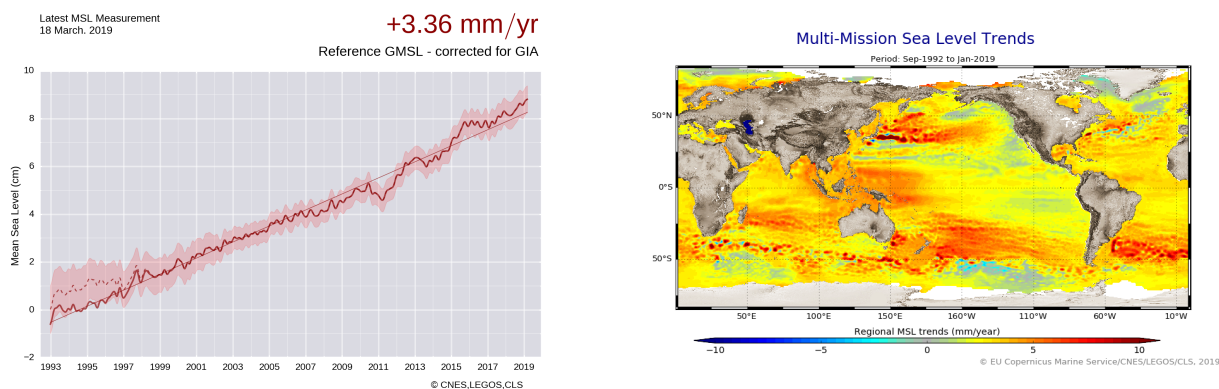 Latest MSL Measurement
18 March. 2019
+3.36 mm/yr
Reference GMSL - corrected for GIA
Mean Sea Level (cm)
10
8
6
4
2
0
−2
1993 1995 1997 1999 2001 2003 2005 2007 2009 2011 2013 2015 2017 2019
© CNES,LEGOS,CLS
Multi-Mission Sea Level Trends
Period: Sep-1992 to Jan-2019
50°N
0°S
50°S
50°E 100°E 150°E 160°W 110°W 60°W 10°W
Regional MSL trends (mm/year)
−10 −5 0 5 10
© EU Copernicus Marine Service/CNES/LEGOS/CLS, 2019